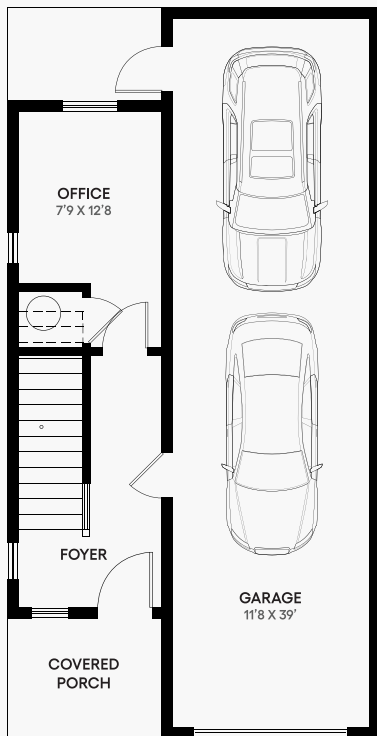 OFFICE
7'9 X 12'8
FOYER
GARAGE
11'8 X 39'
COVERED
PORCH